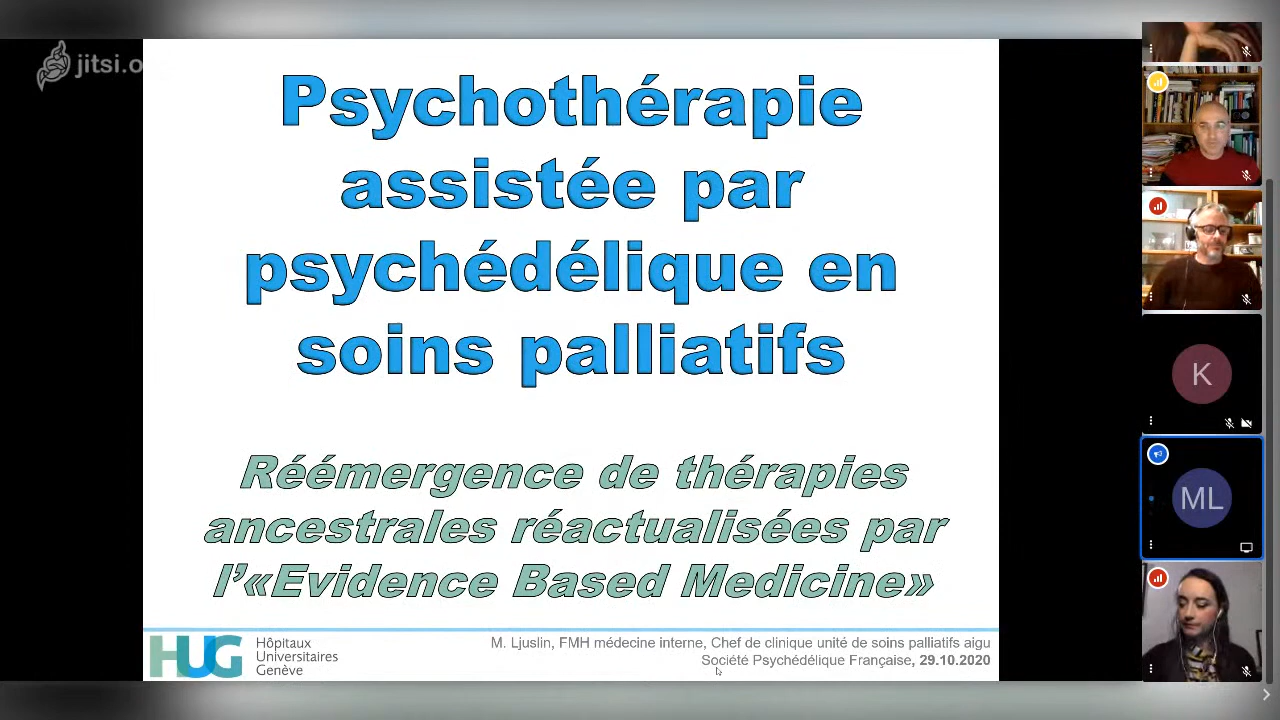 jitsi.o
Psychothérapie
assistée par
psychédélique en
soins palliatifs
Réémergence de thérapies
ancestrales réactualisées par
l'«Evidence Based Medicine»
HUG
Hôpitaux
Universitaires
Genève
M. Ljuslin, FMH médecine interne, Chef de clinique unité de soins palliatifs aigu
Société Psychédélique Française, 29.10.2020
K
ML